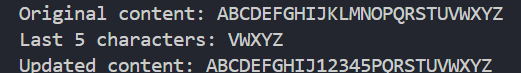 Original content: ABCDEFGHIJKLMNOPQRSTUVWXYZ
Last 5 characters: VWXYZ
Updated content: ABCDEFGHIJ12345PQRSTUVWXYZ